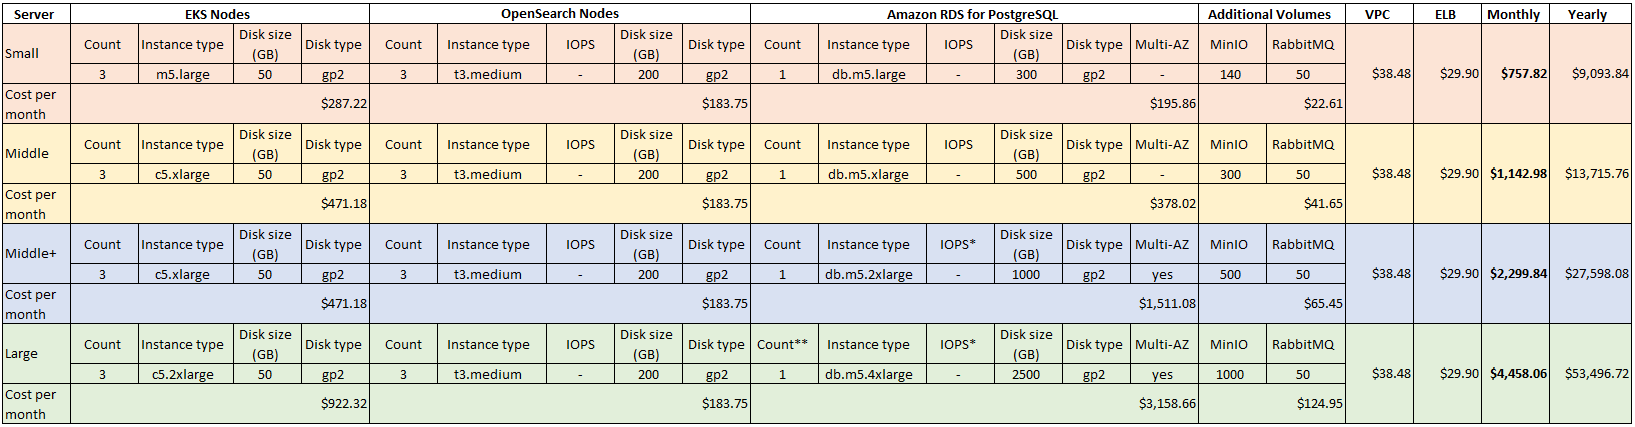 Server EKS Nodes OpenSearch Nodes Amazon RDS for PostgreSQL Additional Volumes VPC ELB Monthly Yearly
Small Count Instance type Disk size (GB) Disk type Count Instance type IOPS Disk size (GB) Disk type Count Instance type IOPS Disk size (GB) Disk type Multi-AZ MinIO RabbitMQ
3 m5.large 50 gp2 3 t3.medium - 200 gp2 1 db.m5.large - 300 gp2 - 140 50 $38.48 $29.90 $757.82 $9,093.84
Cost per month $287.22 $183.75 $195.86 $22.61
Middle Count Instance type Disk size (GB) Disk type Count Instance type IOPS Disk size (GB) Disk type Count Instance type IOPS Disk size (GB) Disk type Multi-AZ MinIO RabbitMQ
3 c5.xlarge 50 gp2 3 t3.medium - 200 gp2 1 db.m5.xlarge - 500 gp2 - 300 50 $38.48 $29.90 $1,142.98 $13,715.76
Cost per month $471.18 $183.75 $378.02 $41.65
Middle+ Count Instance type Disk size (GB) Disk type Count Instance type IOPS Disk size (GB) Disk type Count Instance type IOPS* Disk size (GB) Disk type Multi-AZ MinIO RabbitMQ
3 c5.xlarge 50 gp2 3 t3.medium - 200 gp2 1 db.m5.2xlarge - 1000 gp2 yes 500 50 $38.48 $29.90 $2,299.84 $27,598.08
Cost per month $471.18 $183.75 $1,511.08 $65.45
Large Count Instance type Disk size (GB) Disk type Count Instance type IOPS Disk size (GB) Disk type Count** Instance type IOPS* Disk size (GB) Disk type Multi-AZ MinIO RabbitMQ
3 c5.2xlarge 50 gp2 3 t3.medium - 200 gp2 1 db.m5.4xlarge - 2500 gp2 yes 1000 50 $38.48 $29.90 $4,458.06 $53,496.72
Cost per month $922.32 $183.75 $3,158.66 $124.95